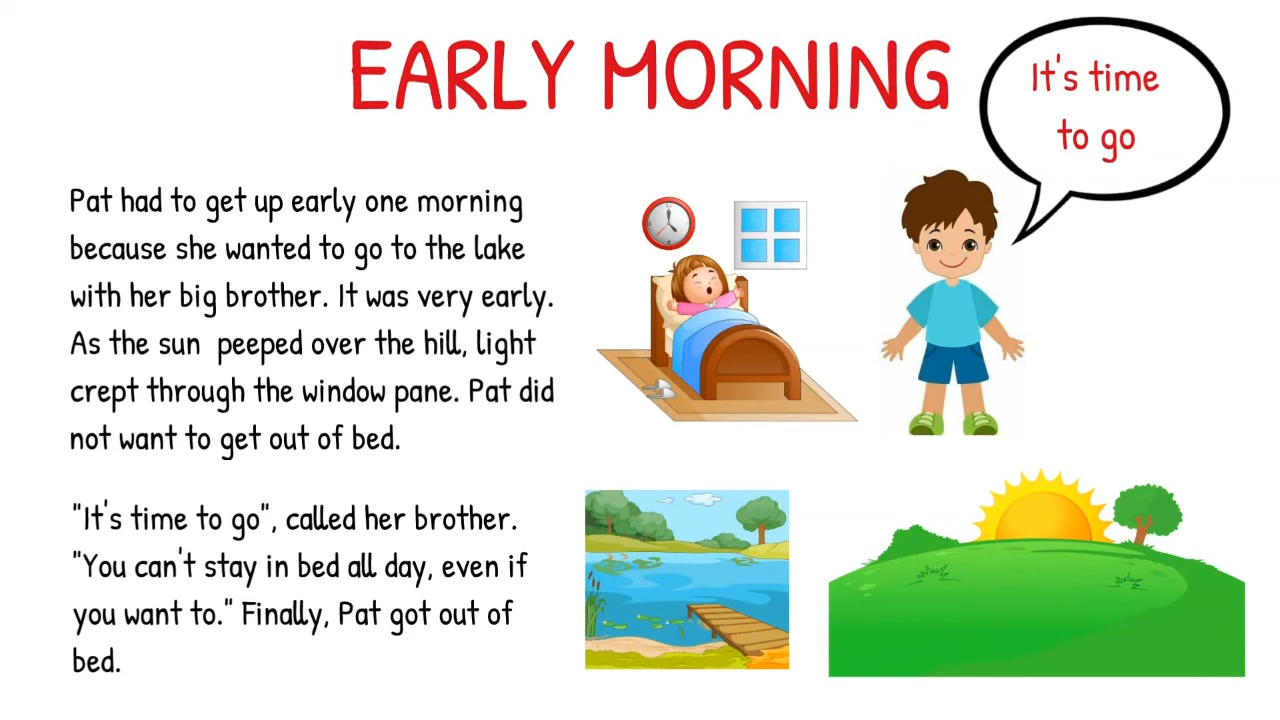 EARLY MORNING
It's time
to go
Pat had to get up early one morning
because she wanted to go to the lake
with her big brother. It was very early.
As the sun  peeped over the hill, light
crept through the window pane. Pat did
not want to get out of bed.
"It's time to go", called her brother.
"You can't stay in bed all day, even if
you want to." Finally, Pat got out of
bed.